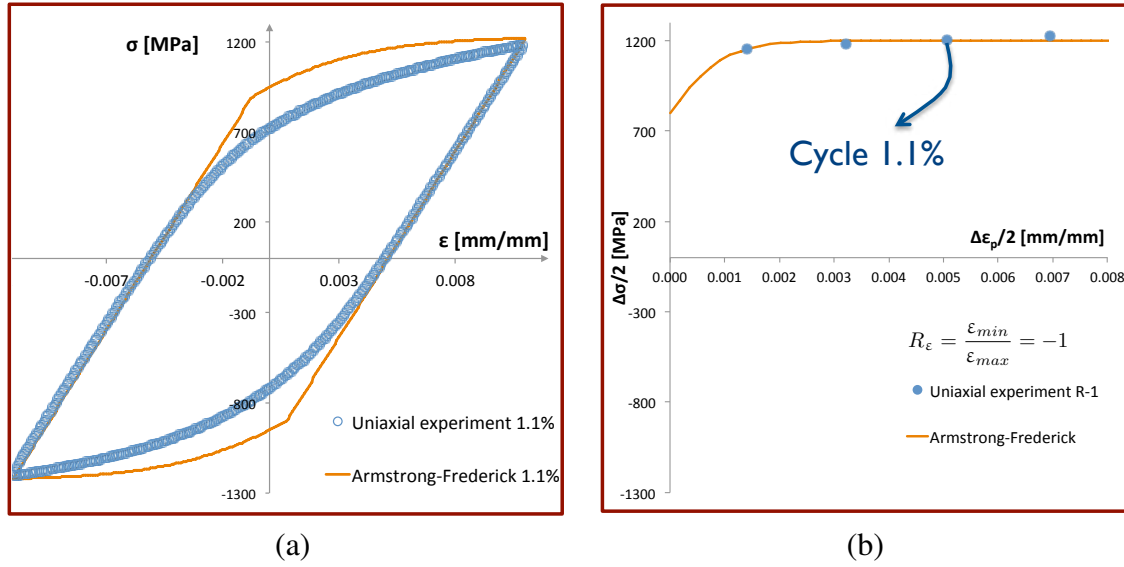 σ [MPa]
1200
700
200
ε [mm/mm]
-0.007 -0.002 0.003 0.008
-300
-800
-1300
Uniaxial experiment 1.1%
Armstrong-Frederick 1.1%
(a)
1200
700
200
-300
-800
-1300
Δσ/2 [MPa]
Cycle 1.1%
Δεp/2 [mm/mm]
0.000 0.001 0.002 0.003 0.004 0.005 0.006 0.007 0.008
Rε = εmin / εmax = −1
Uniaxial experiment R-1
Armstrong-Frederick
(b)